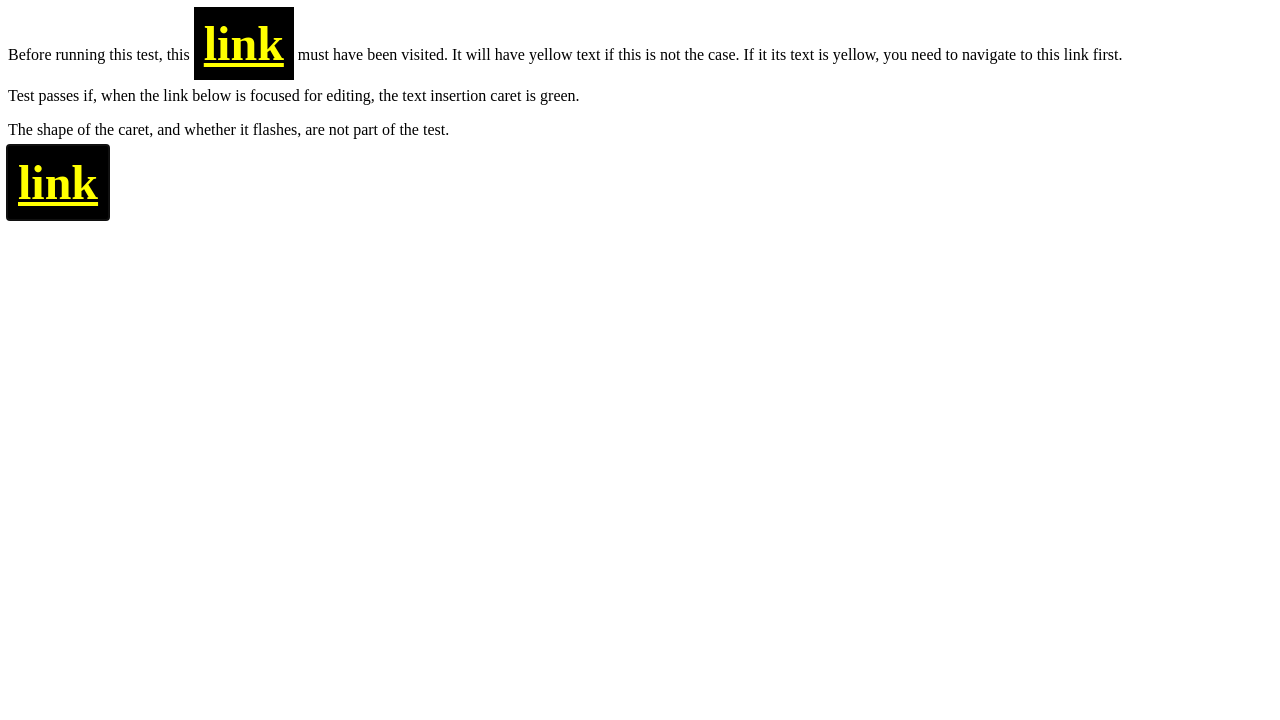 Before running this test, this link must have been visited. It will have yellow text if this is not the case. If it its text is yellow, you need to navigate to this link first.
Test passes if, when the link below is focused for editing, the text insertion caret is green.
The shape of the caret, and whether it flashes, are not part of the test.
link